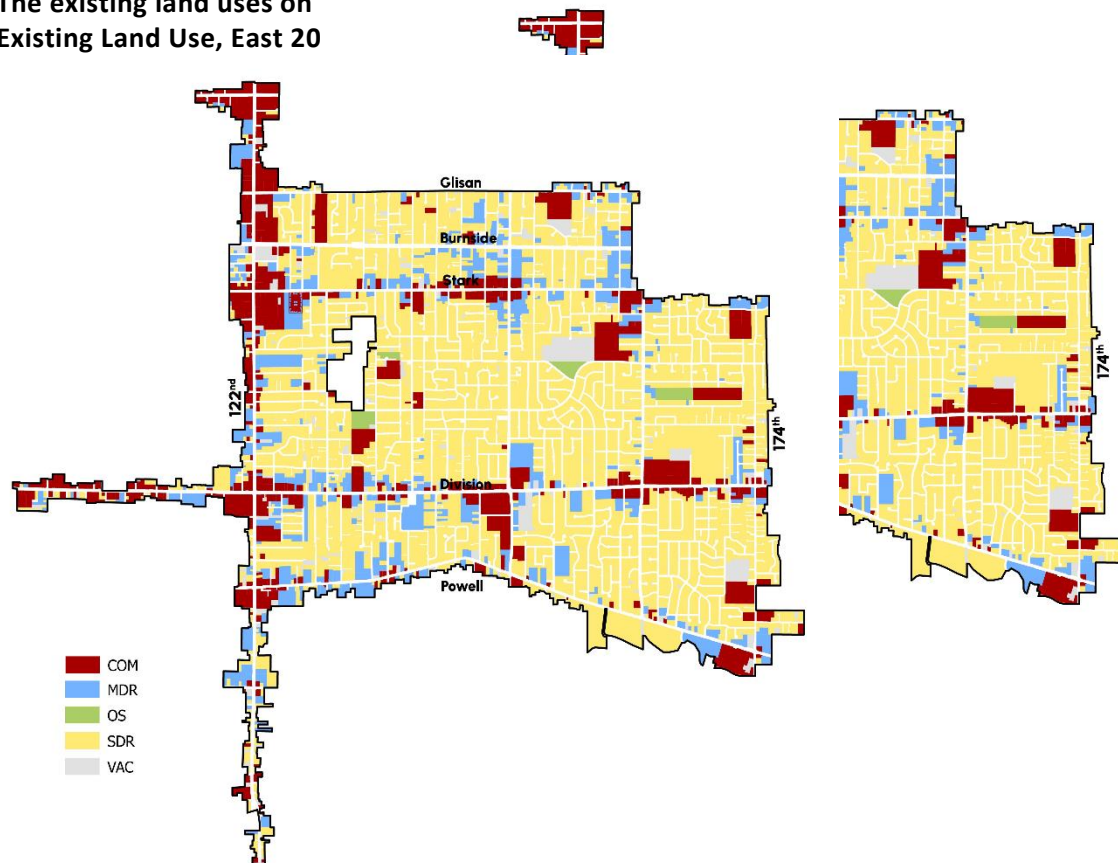 The existing land uses on
Existing Land Use, East 20
Glisan
Burnside
Stark
122nd
174th
174th
Division
Powell
COM
MDR
OS
SDR
VAC